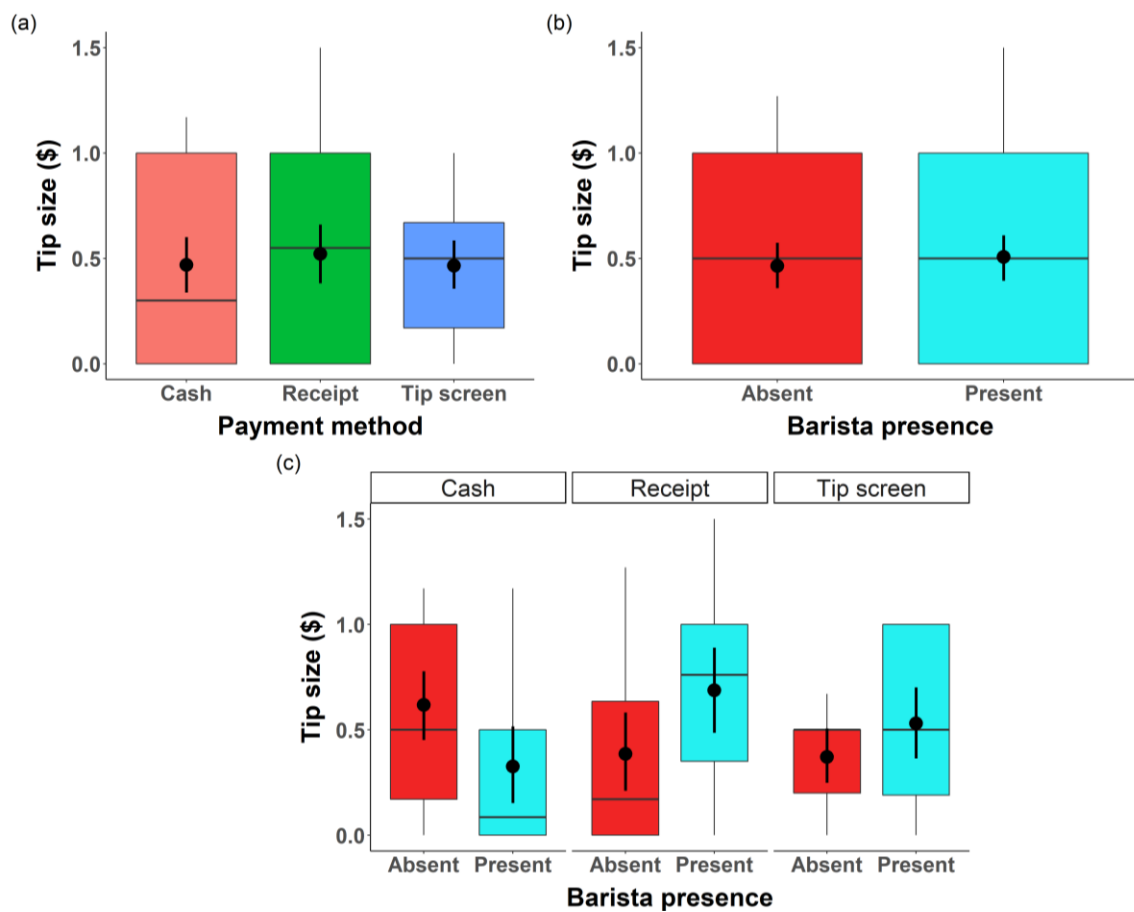 (a)
1.5
1.0
0.5
0.0
Tip size ($)
Cash Receipt Tip screen
Payment method
(b)
1.5
1.0
0.5
0.0
Tip size ($)
Absent Present
Barista presence
(c)
Cash Receipt Tip screen
1.5
1.0
0.5
0.0
Tip size ($)
Absent Present Absent Present Absent Present
Barista presence